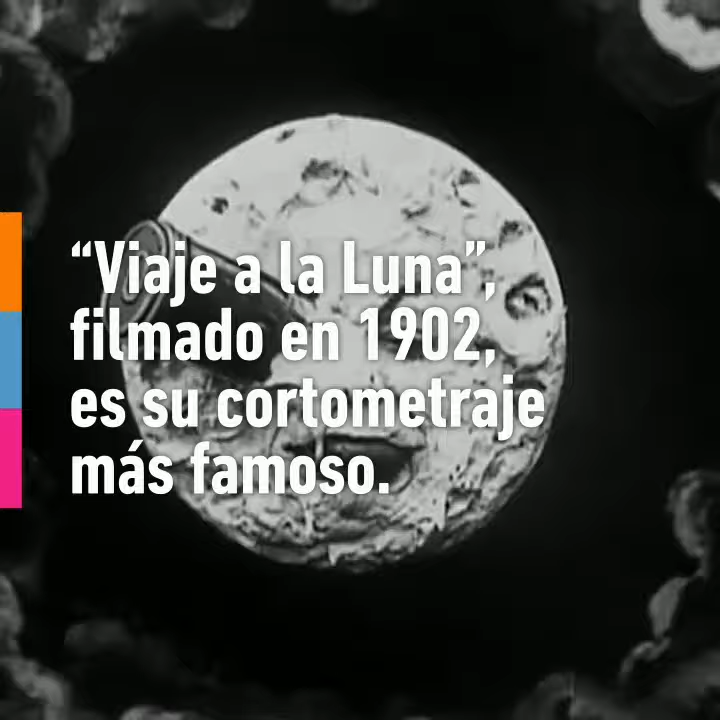 “Viaje a la Luna”,
filmado en 1902,
es su cortometraje
más famoso.